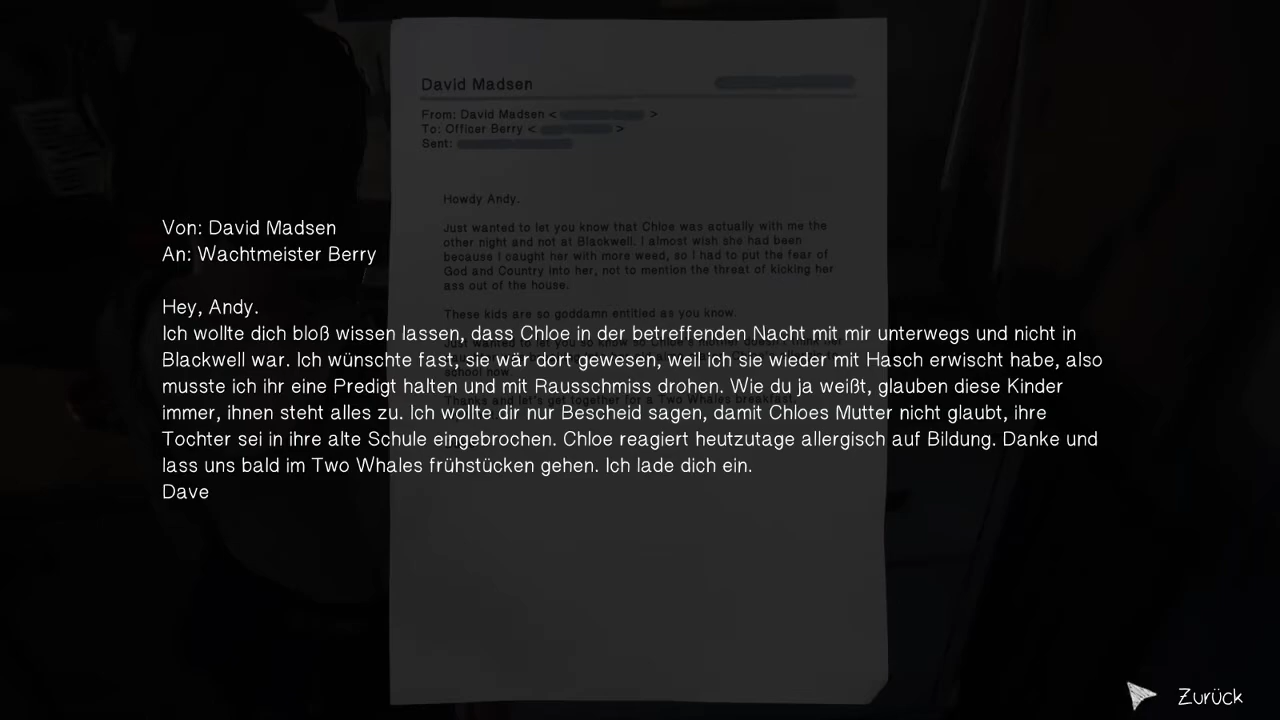 David Madsen
From: David Madsen < >
To: Officer Berry < >
Sent:
Howdy Andy.
Just wanted to let you know that Chloe was actually with me the
other night and not at Blackwell. I almost wish she had been
because I caught her with more weed, so I had to put the fear of
God and Country into her, not to mention the threat of kicking her
ass out of the house.
These kids are so goddamn entitled as you know.
school now.
Thanks and let's get together for a Two Whales breakfast.
Von: David Madsen
An: Wachtmeister Berry
Hey, Andy.
Ich wollte dich bloß wissen lassen, dass Chloe in der betreffenden Nacht mit mir unterwegs und nicht in
Blackwell war. Ich wünschte fast, sie wär dort gewesen, weil ich sie wieder mit Hasch erwischt habe, also
musste ich ihr eine Predigt halten und mit Rausschmiss drohen. Wie du ja weißt, glauben diese Kinder
immer, ihnen steht alles zu. Ich wollte dir nur Bescheid sagen, damit Chloes Mutter nicht glaubt, ihre
Tochter sei in ihre alte Schule eingebrochen. Chloe reagiert heutzutage allergisch auf Bildung. Danke und
lass uns bald im Two Whales frühstücken gehen. Ich lade dich ein.
Dave
Zurück